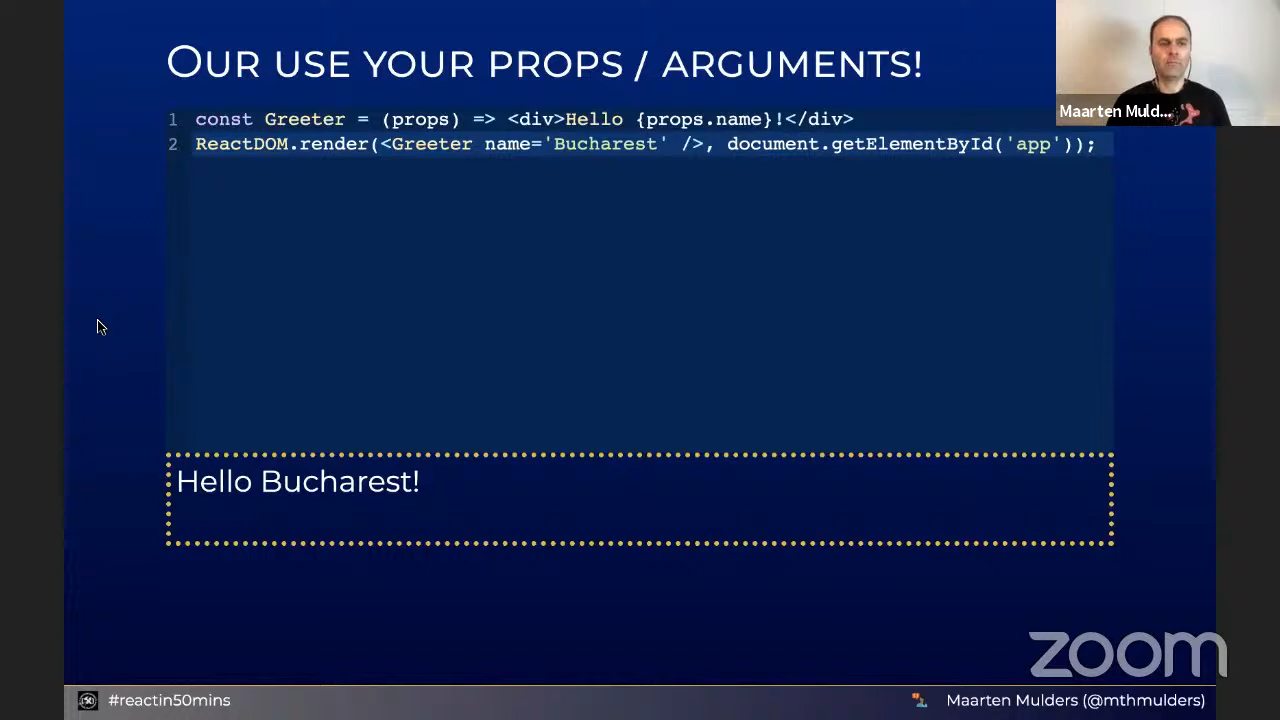 OUR USE YOUR PROPS / ARGUMENTS!
Maarten Muld...
1 const Greeter = (props) => <div>Hello {props.name}!</div>
2 ReactDOM.render(<Greeter name='Bucharest' />, document.getElementById('app'));
Hello Bucharest!
zoom
#reactin50mins
Maarten Mulders (@mthmulders)